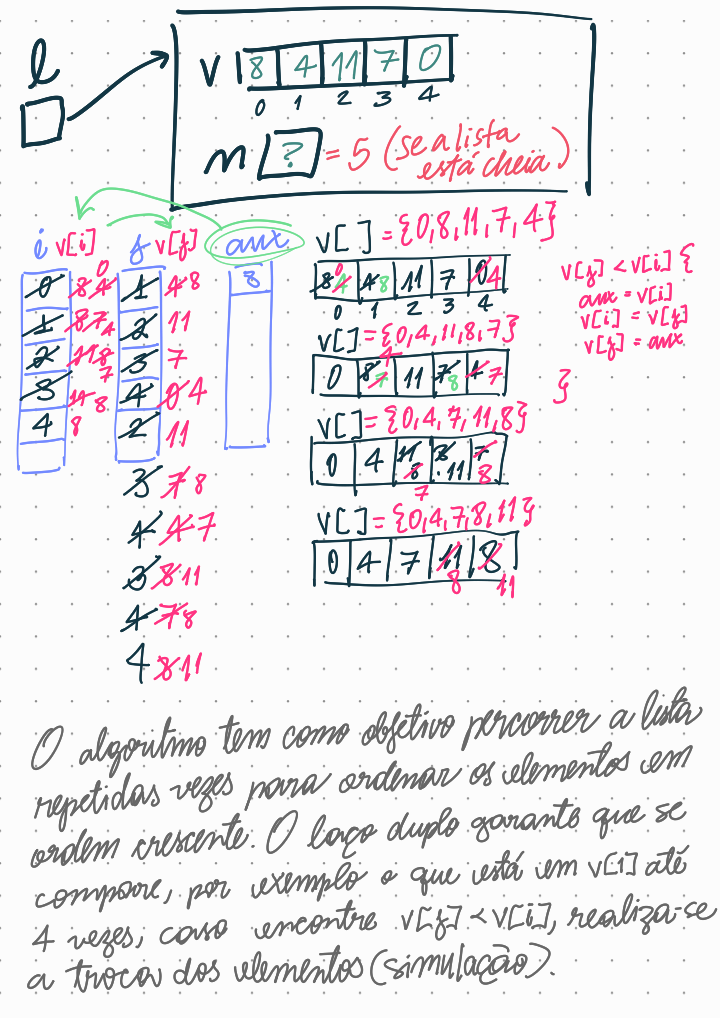 l
v 8 4 11 7 0
0 1 2 3 4
n ? = 5 (se a lista
está cheia)
i v[i] j v[j] aux
0 8 4 0 1 4 8 8
1 8 7 4 2 11
2 11 8 7 3 7
3 11 8 4 0 4
4 8 2 11
3 7 8
4 4 7
3 8 11
4 7 8
4 8 11
v[ ] = {0,8,11,7,4}
8 0 4 4 8 11 7 0 4
0 1 2 3 4
v[ ] = {0,4,11,8,7}
0 8 7 4 11 7 8 4 7
v[ ] = {0,4,7,11,8}
0 4 11 8 7 8 11 7 8
v[ ] = {0,4,7,8,11}
0 4 7 11 8 8 11
v[j] < v[i] {
aux = v[i]
v[i] = v[j]
v[j] = aux
}
O algoritmo tem como objetivo percorrer a lista
repetidas vezes para ordenar os elementos em
ordem crescente. O laço duplo garante que se
compare, por exemplo o que está em v[1] até
4 vezes, caso encontre v[j] < v[i], realiza-se
a troca dos elementos (simulação).